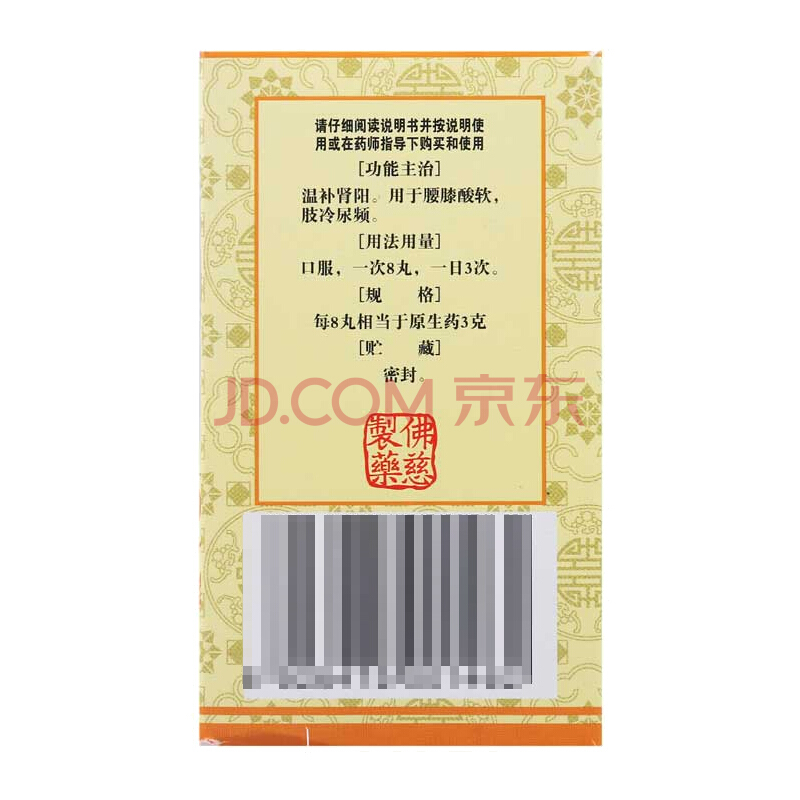 请仔细阅读说明书并按说明使
用或在药师指导下购买和使用
[功能主治]
温补肾阳。用于腰膝酸软，
肢冷尿频。
[用法用量]
口服，一次8丸，一日3次。
[规　　格]
每8丸相当于原生药3克
[贮　　藏]
密封。
JD.COM 京东
佛慈
製藥